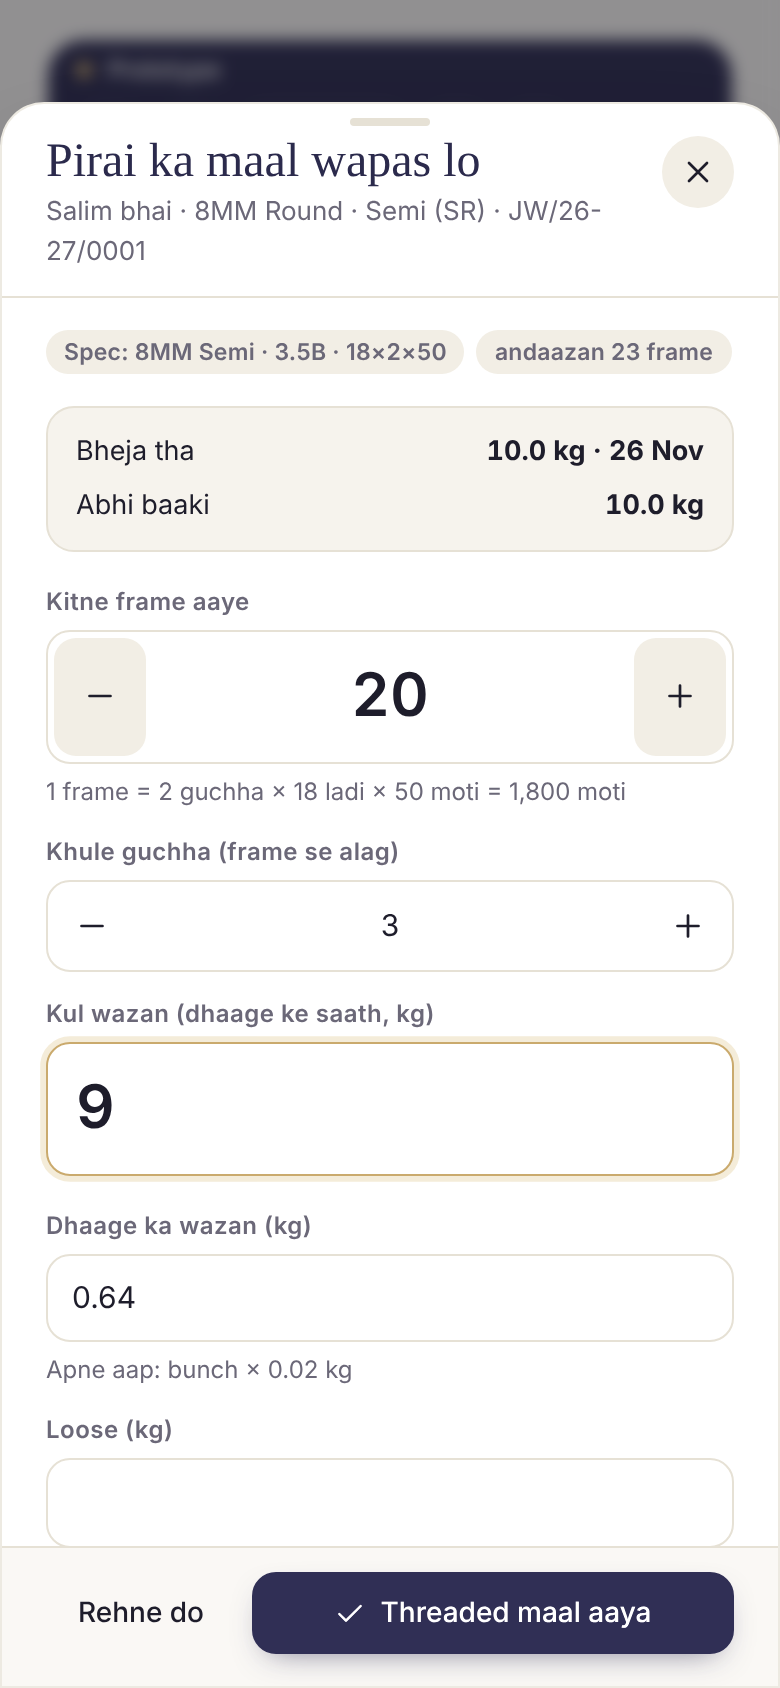 Prototype
Pirai ka maal wapas lo
Salim bhai · 8MM Round · Semi (SR) · JW/26-
27/0001
Spec: 8MM Semi · 3.5B · 18×2×50 andaazan 23 frame
Bheja tha 10.0 kg · 26 Nov
Abhi baaki 10.0 kg
Kitne frame aaye
− 20 +
1 frame = 2 guchha × 18 ladi × 50 moti = 1,800 moti
Khule guchha (frame se alag)
− 3 +
Kul wazan (dhaage ke saath, kg)
9
Dhaage ka wazan (kg)
0.64
Apne aap: bunch × 0.02 kg
Loose (kg)
Rehne do ✓ Threaded maal aaya